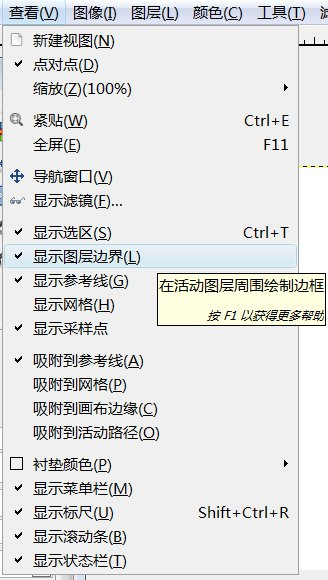 查看(V) 图像(I) 图层(L) 颜色(C) 工具(T)
新建视图(N)
点对点(D)
缩放(Z)(100%)
紧贴(W) Ctrl+E
全屏(E) F11
导航窗口(V)
显示滤镜(F)...
显示选区(S) Ctrl+T
显示图层边界(L)
显示参考线(G)
在活动图层周围绘制边框
显示网格(H)
按 F1 以获得更多帮助
显示采样点
吸附到参考线(A)
吸附到网格(P)
吸附到画布边缘(C)
吸附到活动路径(O)
衬垫颜色(P)
显示菜单栏(M)
显示标尺(U) Shift+Ctrl+R
显示滚动条(B)
显示状态栏(T)